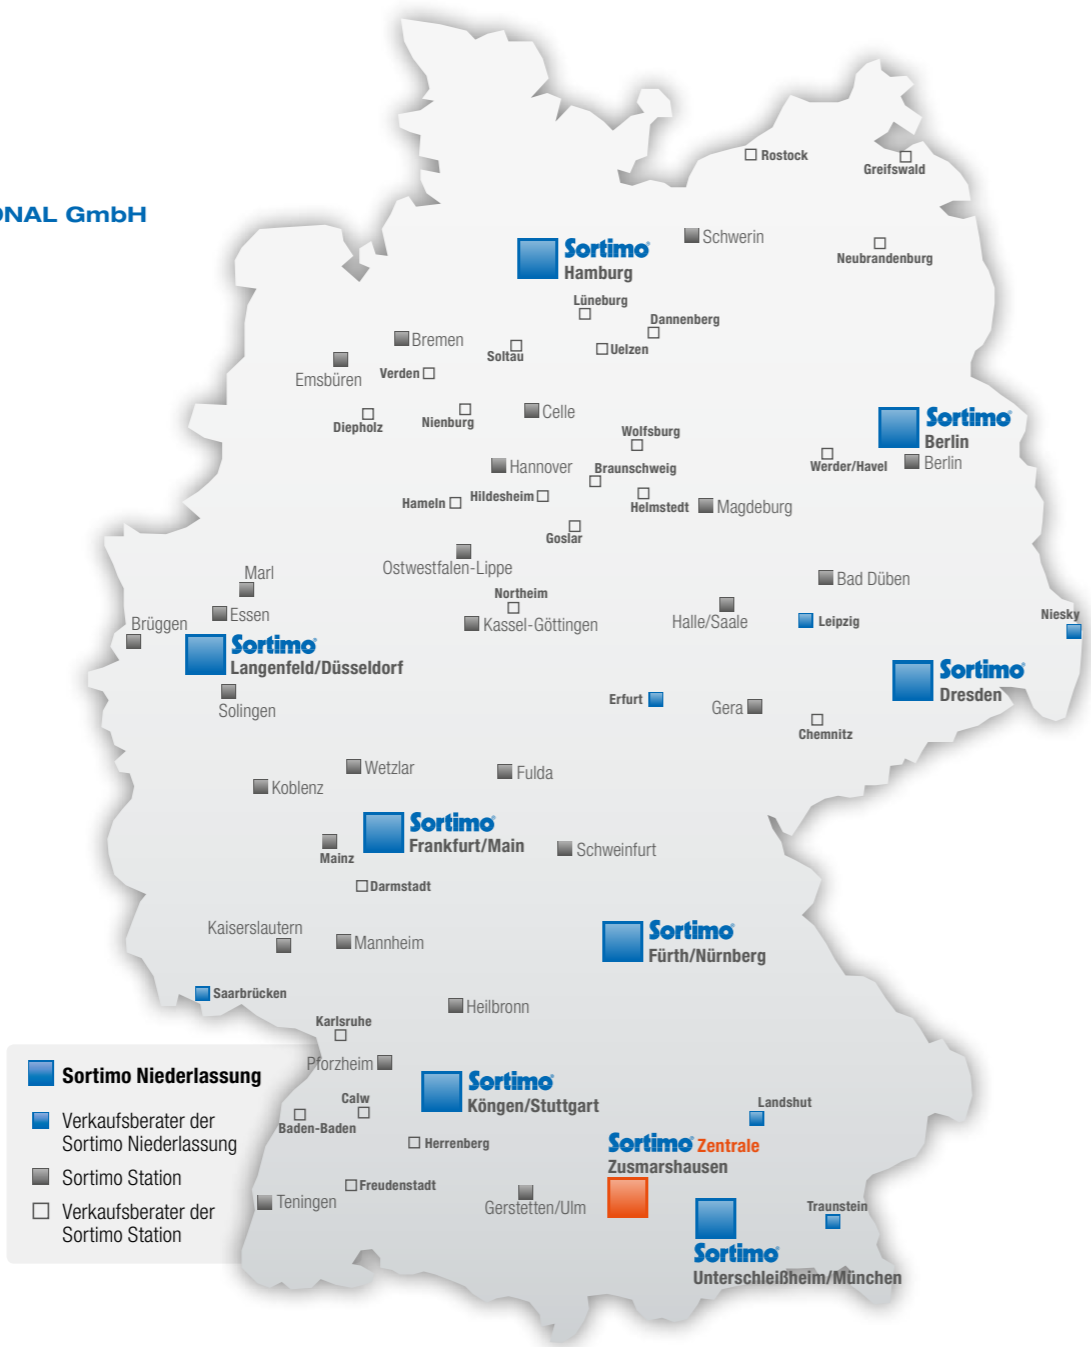 ONAL GmbH
Rostock
Greifswald
Schwerin
Neubrandenburg
Sortimo®
Hamburg
Lüneburg
Dannenberg
Bremen
Soltau
Uelzen
Emsbüren
Verden
Diepholz
Nienburg
Celle
Sortimo®
Berlin
Wolfsburg
Werder/Havel
Berlin
Hannover
Braunschweig
Hameln
Hildesheim
Helmstedt
Magdeburg
Goslar
Ostwestfalen-Lippe
Marl
Bad Düben
Northeim
Essen
Brüggen
Kassel-Göttingen
Halle/Saale
Leipzig
Niesky
Sortimo®
Langenfeld/Düsseldorf
Sortimo®
Dresden
Solingen
Erfurt
Gera
Chemnitz
Wetzlar
Fulda
Koblenz
Sortimo®
Frankfurt/Main
Mainz
Schweinfurt
Darmstadt
Kaiserslautern
Mannheim
Sortimo®
Fürth/Nürnberg
Saarbrücken
Heilbronn
Karlsruhe
Pforzheim
Sortimo®
Köngen/Stuttgart
Calw
Baden-Baden
Landshut
Herrenberg
Sortimo® Zentrale
Zusmarshausen
Freudenstadt
Teningen
Gerstetten/Ulm
Traunstein
Sortimo®
Unterschleißheim/München
Sortimo Niederlassung
Verkaufsberater der
Sortimo Niederlassung
Sortimo Station
Verkaufsberater der
Sortimo Station